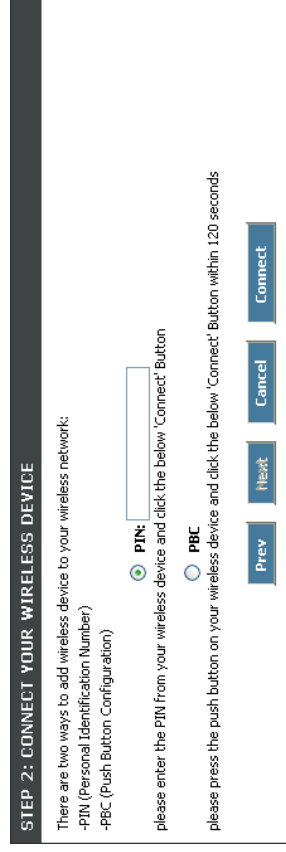 STEP 2: CONNECT YOUR WIRELESS DEVICE
There are two ways to add wireless device to your wireless network:
-PIN (Personal Identification Number)
-PBC (Push Button Configuration)
PIN:
please enter the PIN from your wireless device and click the below 'Connect' Button
PBC
please press the push button on your wireless device and click the below 'Connect' Button within 120 seconds
Prev Next Cancel Connect